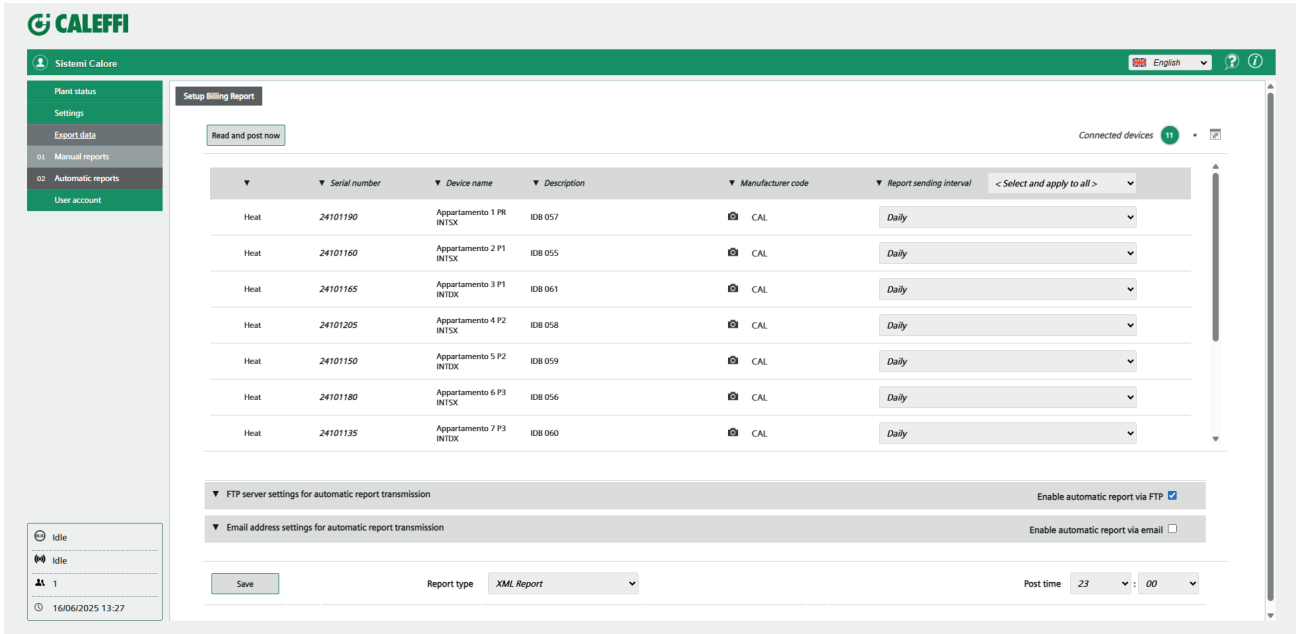 CALEFFI
Sistemi Calore
English
Plant status
Settings
Export data
01 Manual reports
02 Automatic reports
User account
Setup Billing Report
Read and post now
Connected devices 11
Serial number Device name Description Manufacturer code Report sending interval < Select and apply to all >
Heat 24101190 Appartamento 1 PR INTSX IDB 057 CAL Daily
Heat 24101160 Appartamento 2 P1 INTSX IDB 055 CAL Daily
Heat 24101165 Appartamento 3 P1 INTDX IDB 061 CAL Daily
Heat 24101205 Appartamento 4 P2 INTSX IDB 058 CAL Daily
Heat 24101150 Appartamento 5 P2 INTDX IDB 059 CAL Daily
Heat 24101180 Appartamento 6 P3 INTSX IDB 056 CAL Daily
Heat 24101135 Appartamento 7 P3 INTDX IDB 060 CAL Daily
FTP server settings for automatic report transmission Enable automatic report via FTP
Email address settings for automatic report transmission Enable automatic report via email
Save Report type XML Report Post time 23 : 00
Idle
Idle
1
16/06/2025 13:27